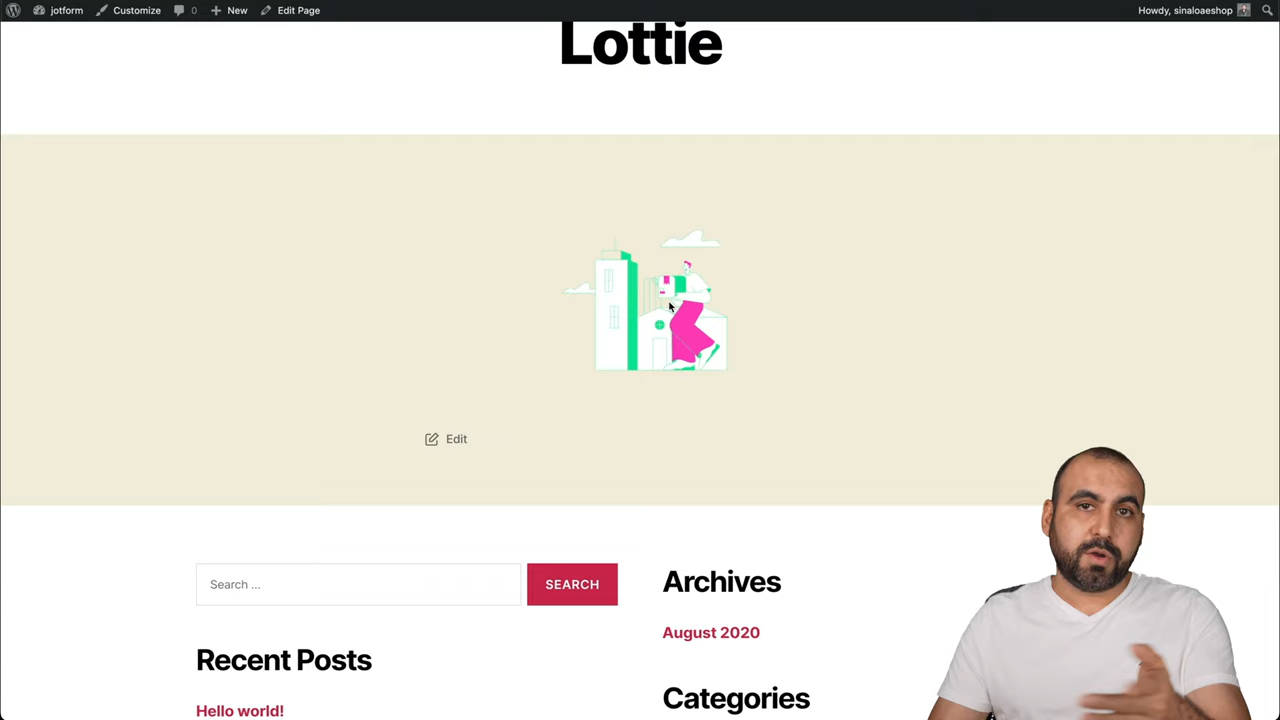 jotform
Customize
0
New
Edit Page
Howdy, sinaloaeshop
Lottie
Edit
Search ...
SEARCH
Archives
August 2020
Recent Posts
Categories
Hello world!